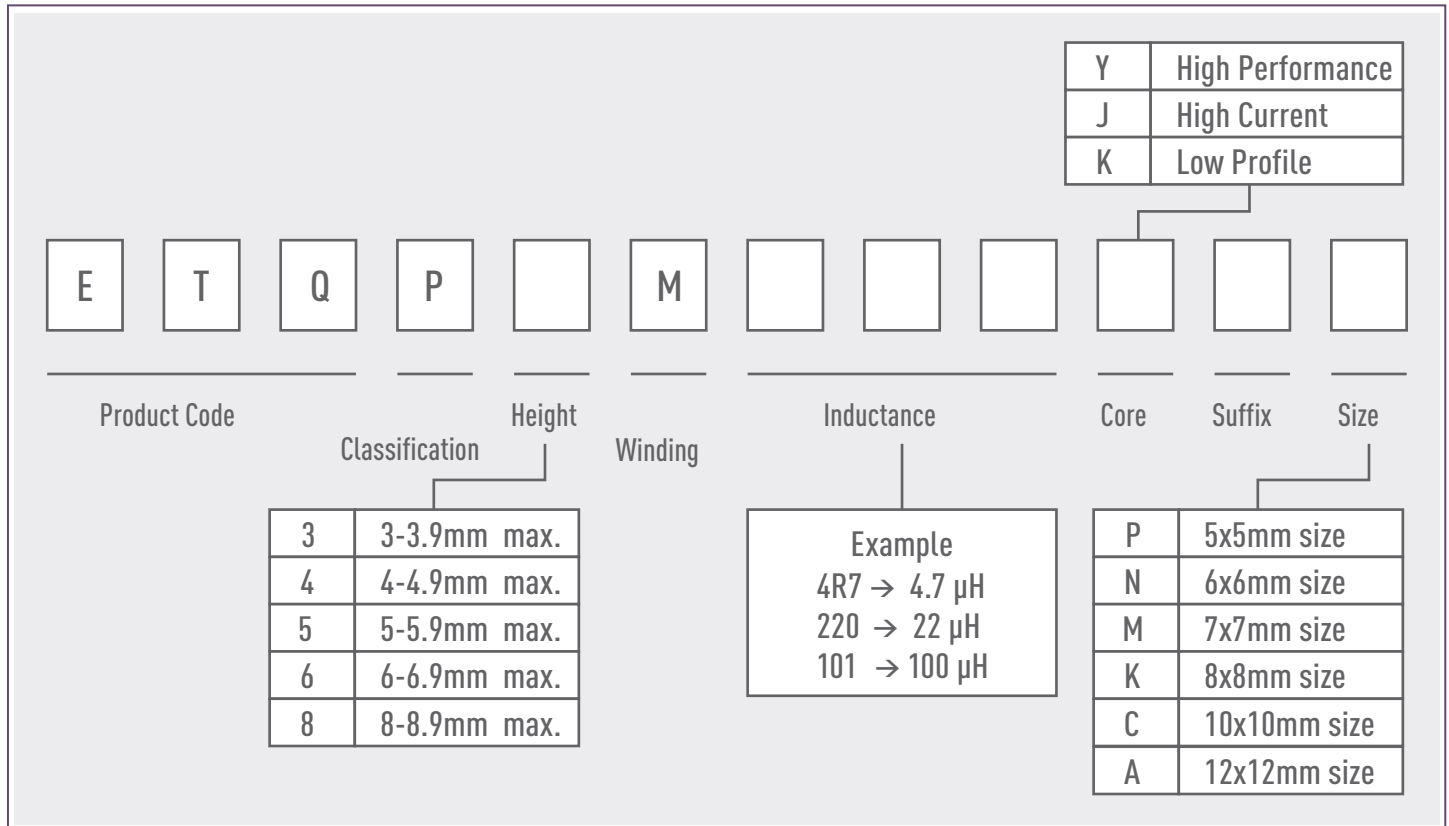 Y High Performance
J High Current
K Low Profile
E T Q P M
Product Code Height Inductance Core Suffix Size
Classification Winding
3 3-3.9mm max.
4 4-4.9mm max.
5 5-5.9mm max.
6 6-6.9mm max.
8 8-8.9mm max.
Example
4R7 → 4.7 µH
220 → 22 µH
101 → 100 µH
P 5x5mm size
N 6x6mm size
M 7x7mm size
K 8x8mm size
C 10x10mm size
A 12x12mm size